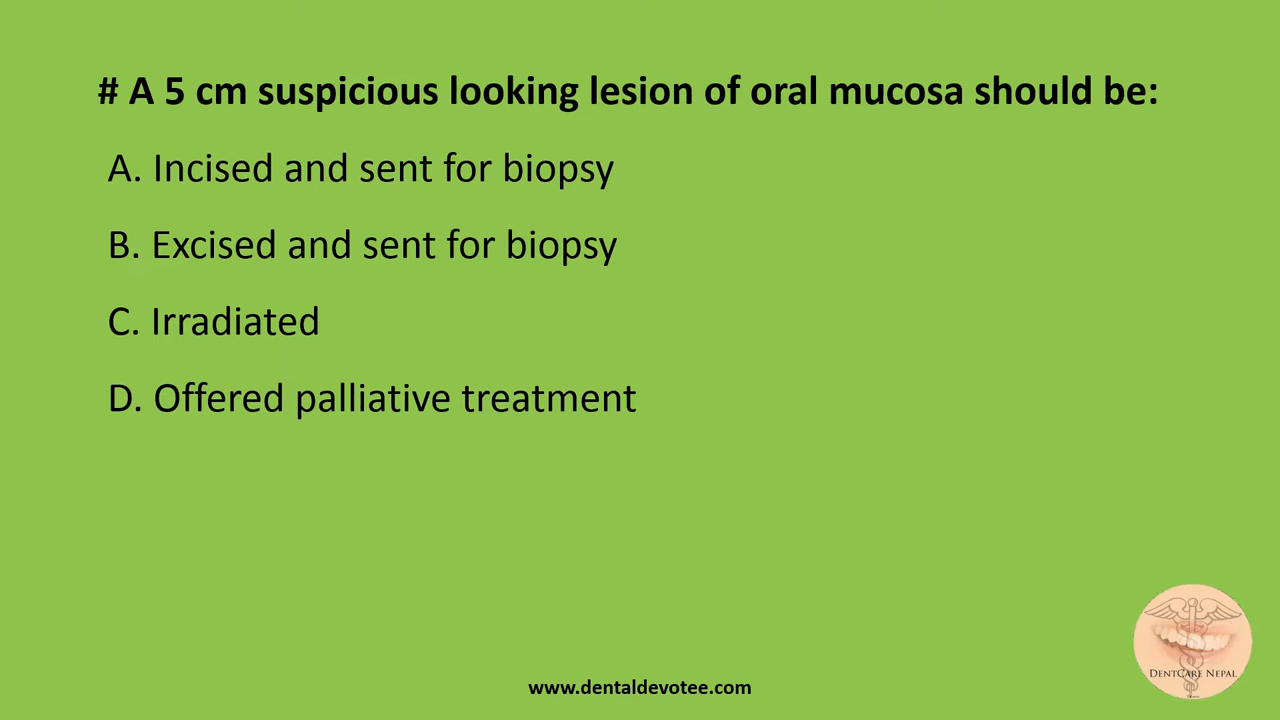 # A 5 cm suspicious looking lesion of oral mucosa should be:
A. Incised and sent for biopsy
B. Excised and sent for biopsy
C. Irradiated
D. Offered palliative treatment
DENTCARE NEPAL
www.dentaldevotee.com